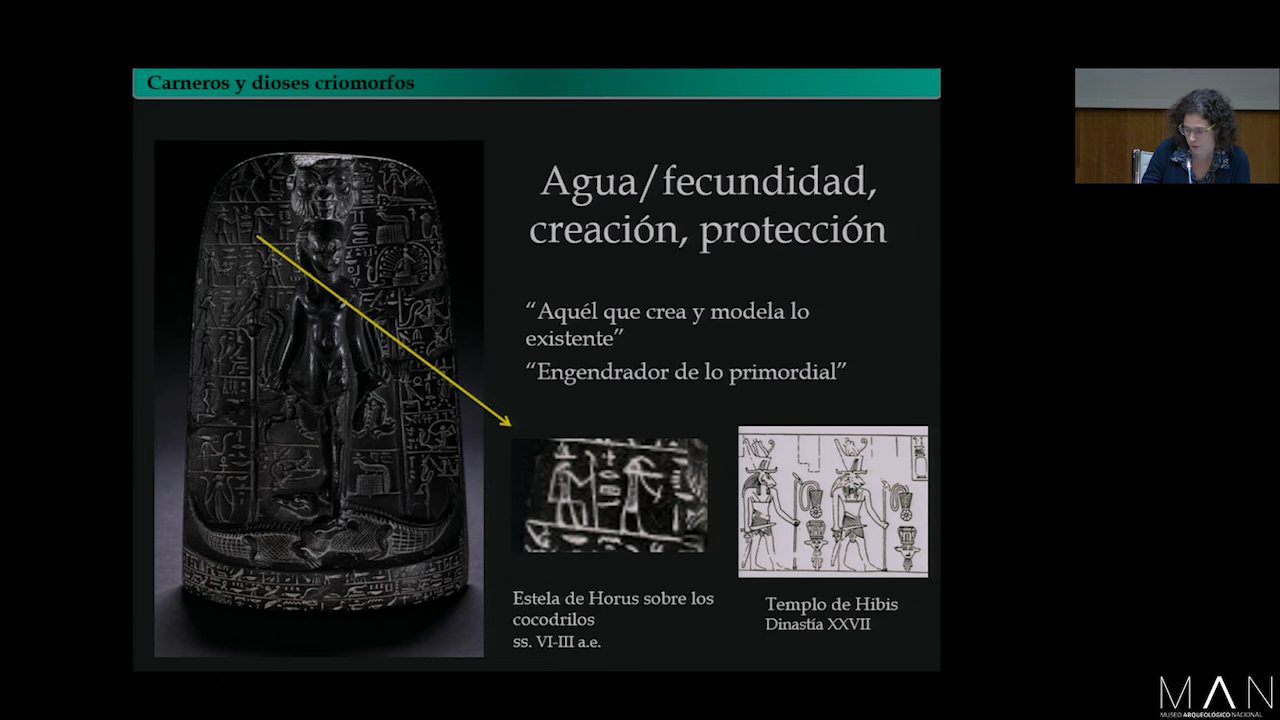 Carneros y dioses criomorfos
Agua/fecundidad,
creación, protección
“Aquél que crea y modela lo
existente”
“Engendrador de lo primordial”
Estela de Horus sobre los
cocodrilos
ss. VI-III a.e.
Templo de Hibis
Dinastía XXVII
MAN
MUSEO ARQUEOLÓGICO NACIONAL